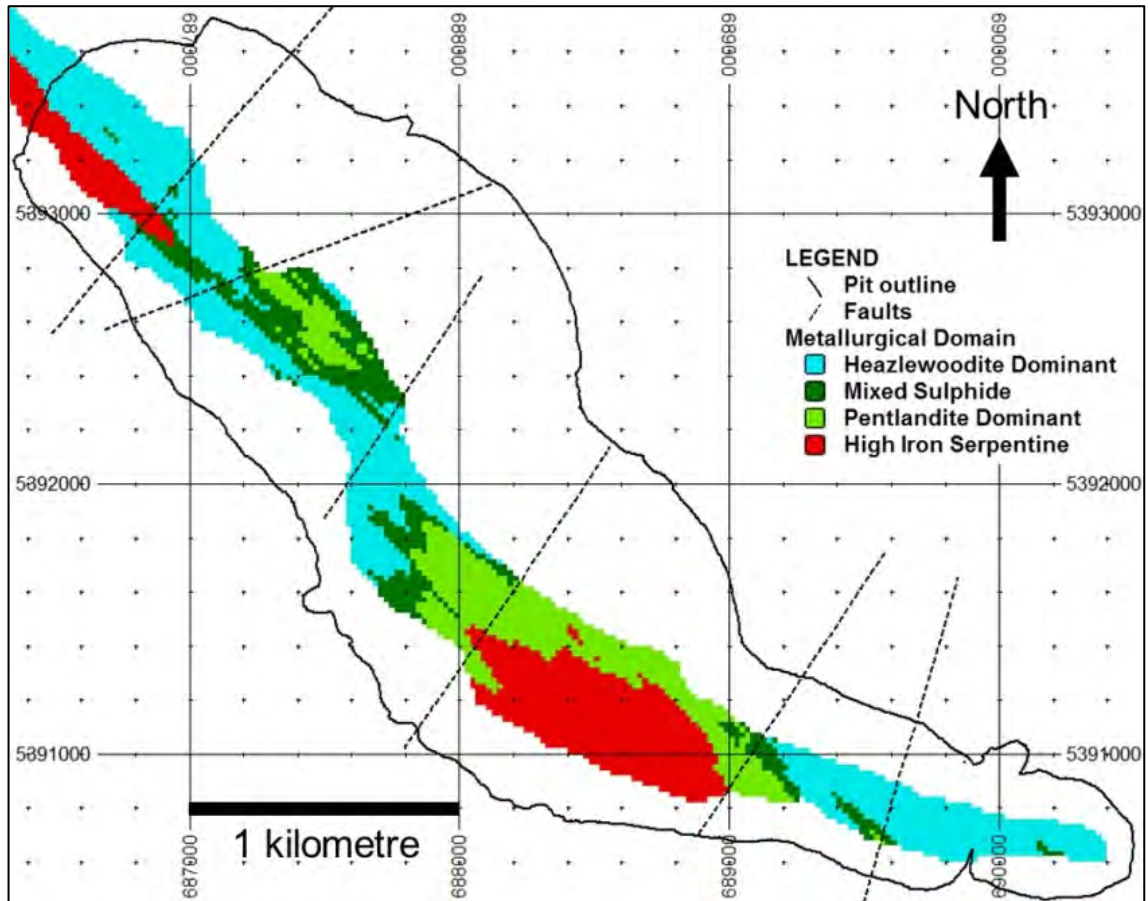 687000
688000
689000
690000
North
5393000
5393000
LEGEND
Pit outline
Faults
Metallurgical Domain
Heazlewoodite Dominant
Mixed Sulphide
Pentlandite Dominant
High Iron Serpentine
5392000
5392000
5391000
5391000
1 kilometre
687000
688000
689000
690000